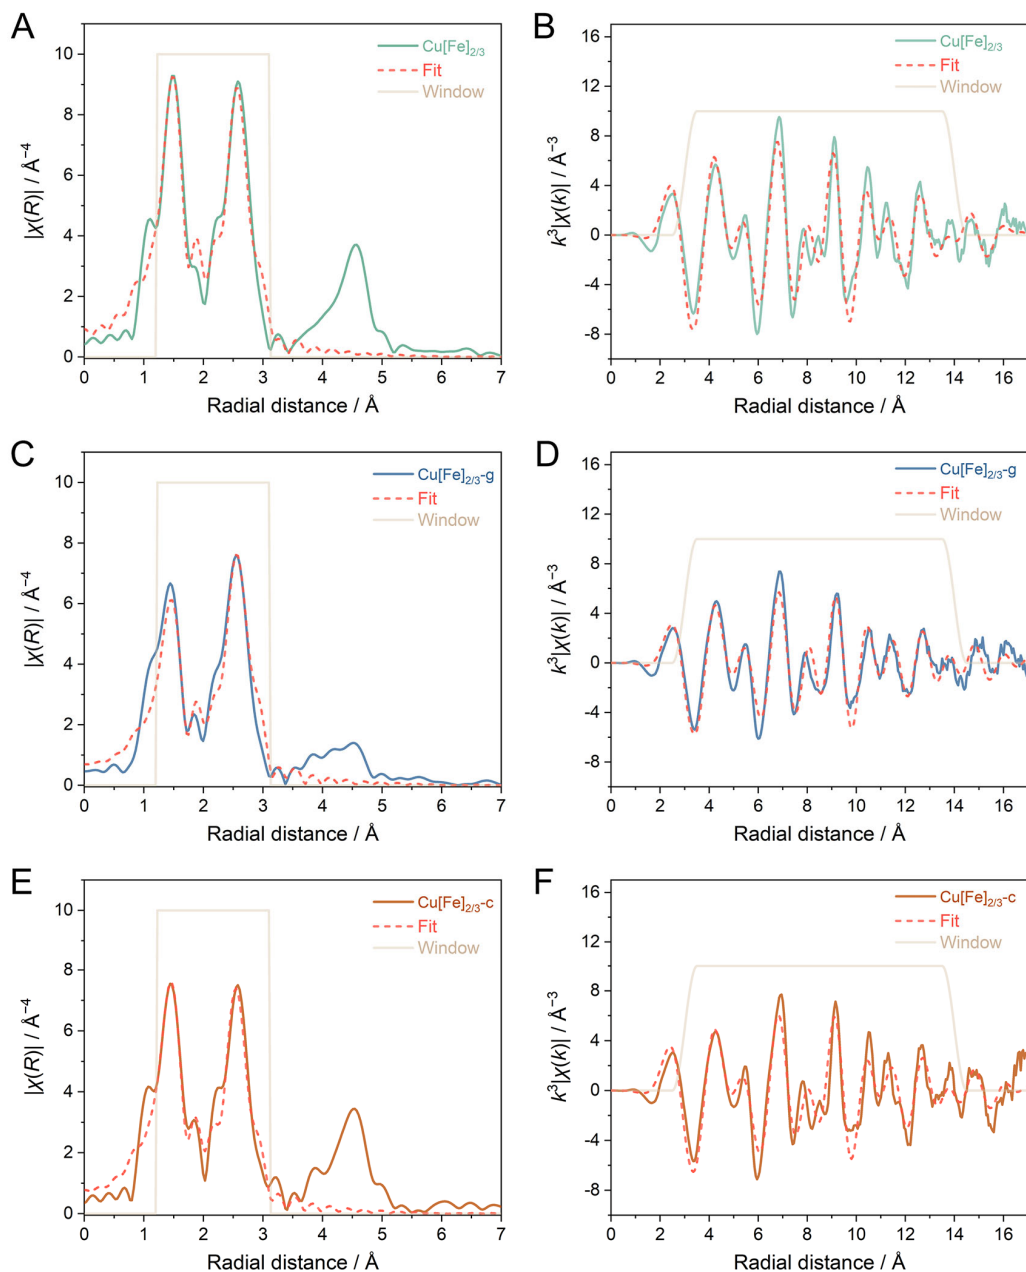 A
Cu[Fe]2/3
Fit
Window
|χ(R)| / Å−4
10
8
6
4
2
0
0 1 2 3 4 5 6 7
Radial distance / Å
B
Cu[Fe]2/3
Fit
Window
k3|χ(k)| / Å−3
16
12
8
4
0
-4
-8
0 2 4 6 8 10 12 14 16
Radial distance / Å
C
Cu[Fe]2/3-g
Fit
Window
|χ(R)| / Å−4
10
8
6
4
2
0
0 1 2 3 4 5 6 7
Radial distance / Å
D
Cu[Fe]2/3-g
Fit
Window
k3|χ(k)| / Å−3
16
12
8
4
0
-4
-8
0 2 4 6 8 10 12 14 16
Radial distance / Å
E
Cu[Fe]2/3-c
Fit
Window
|χ(R)| / Å−4
10
8
6
4
2
0
0 1 2 3 4 5 6 7
Radial distance / Å
F
Cu[Fe]2/3-c
Fit
Window
k3|χ(k)| / Å−3
16
12
8
4
0
-4
-8
0 2 4 6 8 10 12 14 16
Radial distance / Å